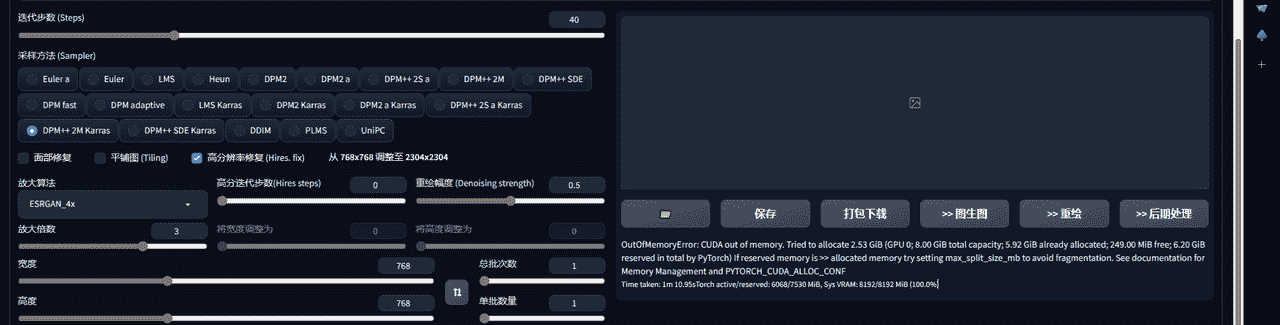 迭代步数 (Steps)
40
采样方法 (Sampler)
Euler a
Euler
LMS
Heun
DPM2
DPM2 a
DPM++ 2S a
DPM++ 2M
DPM++ SDE
DPM fast
DPM adaptive
LMS Karras
DPM2 Karras
DPM2 a Karras
DPM++ 2S a Karras
DPM++ 2M Karras
DPM++ SDE Karras
DDIM
PLMS
UniPC
面部修复
平铺图 (Tiling)
高分辨率修复 (Hires. fix)
从 768x768 调整至 2304x2304
放大算法
ESRGAN_4x
高分迭代步数(Hires steps)
0
重绘幅度 (Denoising strength)
0.5
放大倍数
3
将宽度调整为
0
将高度调整为
0
宽度
768
总批次数
1
高度
768
单批数量
1
保存
打包下载
>> 图生图
>> 重绘
>> 后期处理
OutOfMemoryError: CUDA out of memory. Tried to allocate 2.53 GiB (GPU 0; 8.00 GiB total capacity; 5.92 GiB already allocated; 249.00 MiB free; 6.20 GiB
reserved in total by PyTorch) If reserved memory is >> allocated memory try setting max_split_size_mb to avoid fragmentation. See documentation for
Memory Management and PYTORCH_CUDA_ALLOC_CONF
Time taken: 1m 10.95sTorch active/reserved: 6068/7530 MiB, Sys VRAM: 8192/8192 MiB (100.0%)